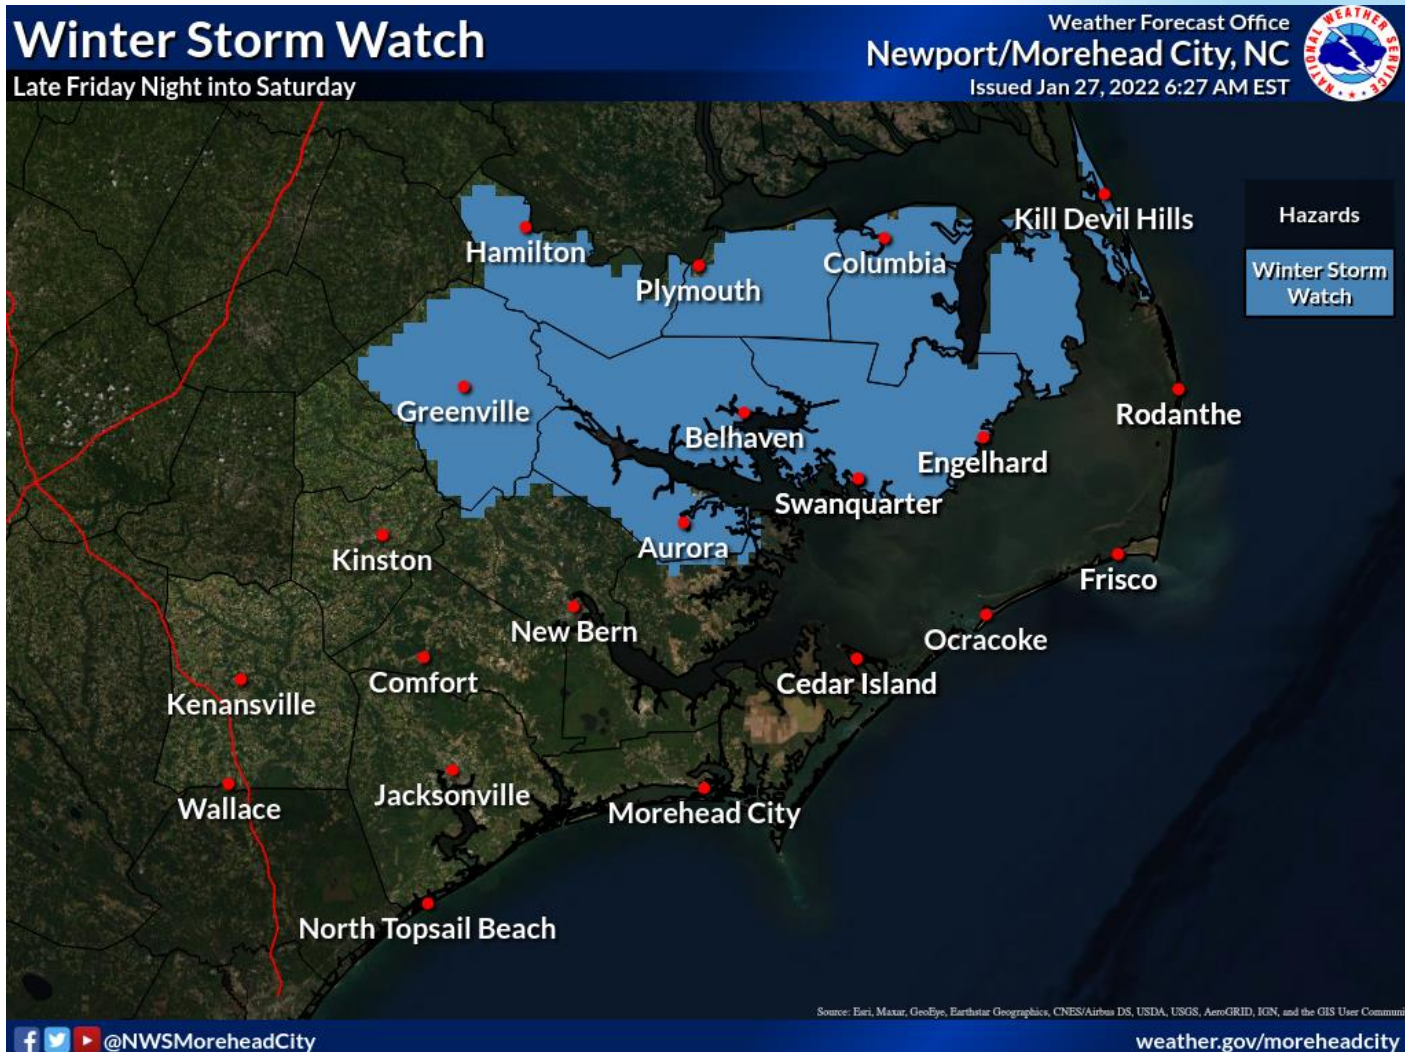 Winter Storm Watch
Late Friday Night into Saturday
Weather Forecast Office
Newport/Morehead City, NC
Issued Jan 27, 2022 6:27 AM EST
NATIONAL WEATHER SERVICE
Hazards
Winter Storm
Watch
Kill Devil Hills
Hamilton
Columbia
Plymouth
Greenville
Rodanthe
Belhaven
Engelhard
Swanquarter
Aurora
Kinston
Frisco
New Bern
Ocracoke
Comfort
Cedar Island
Kenansville
Jacksonville
Wallace
Morehead City
North Topsail Beach
Source: Esri, Maxar, GeoEye, Earthstar Geographics, CNES/Airbus DS, USDA, USGS, AeroGRID, IGN, and the GIS User Communi
@NWSMoreheadCity
weather.gov/moreheadcity